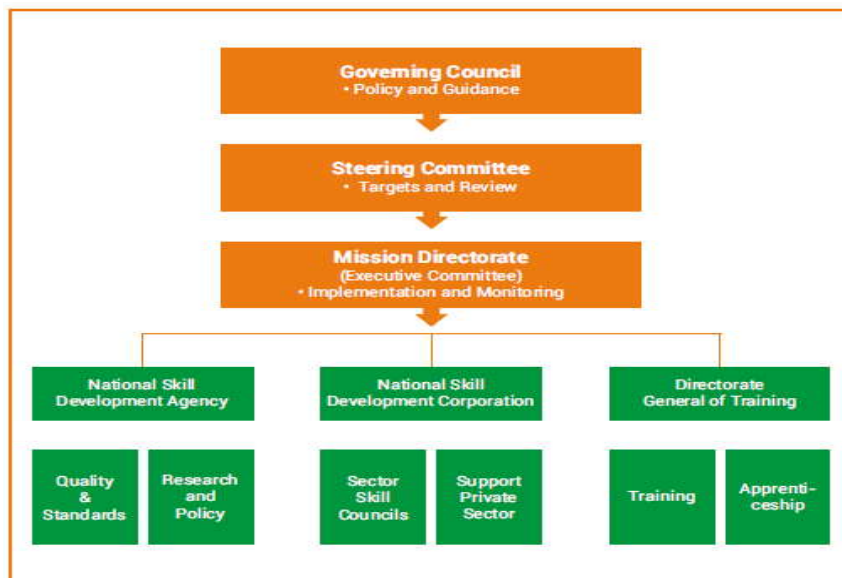 Governing Council
• Policy and Guidance
Steering Committee
• Targets and Review
Mission Directorate
(Executive Committee)
• Implementation and Monitoring
National Skill
Development Agency
National Skill
Development Corporation
Directorate
General of Training
Quality
&
Standards
Research
and
Policy
Sector
Skill
Councils
Support
Private
Sector
Training
Apprenti-
ceship